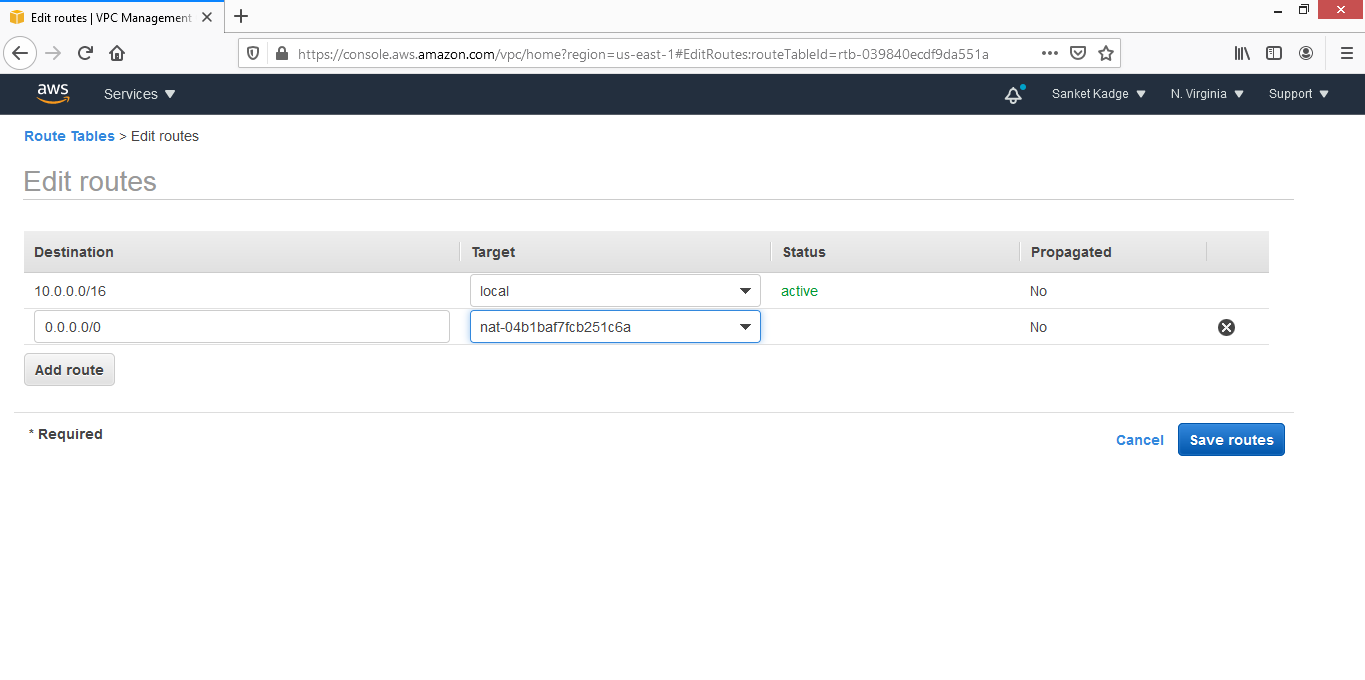 Edit routes | VPC Management
https://console.aws.amazon.com/vpc/home?region=us-east-1#EditRoutes:routeTableId=rtb-039840ecdf9da551a
aws Services Sanket Kadge N. Virginia Support
Route Tables > Edit routes
Edit routes
Destination Target Status Propagated
10.0.0.0/16 local active No
0.0.0.0/0 nat-04b1baf7fcb251c6a No
Add route
* Required
Cancel Save routes